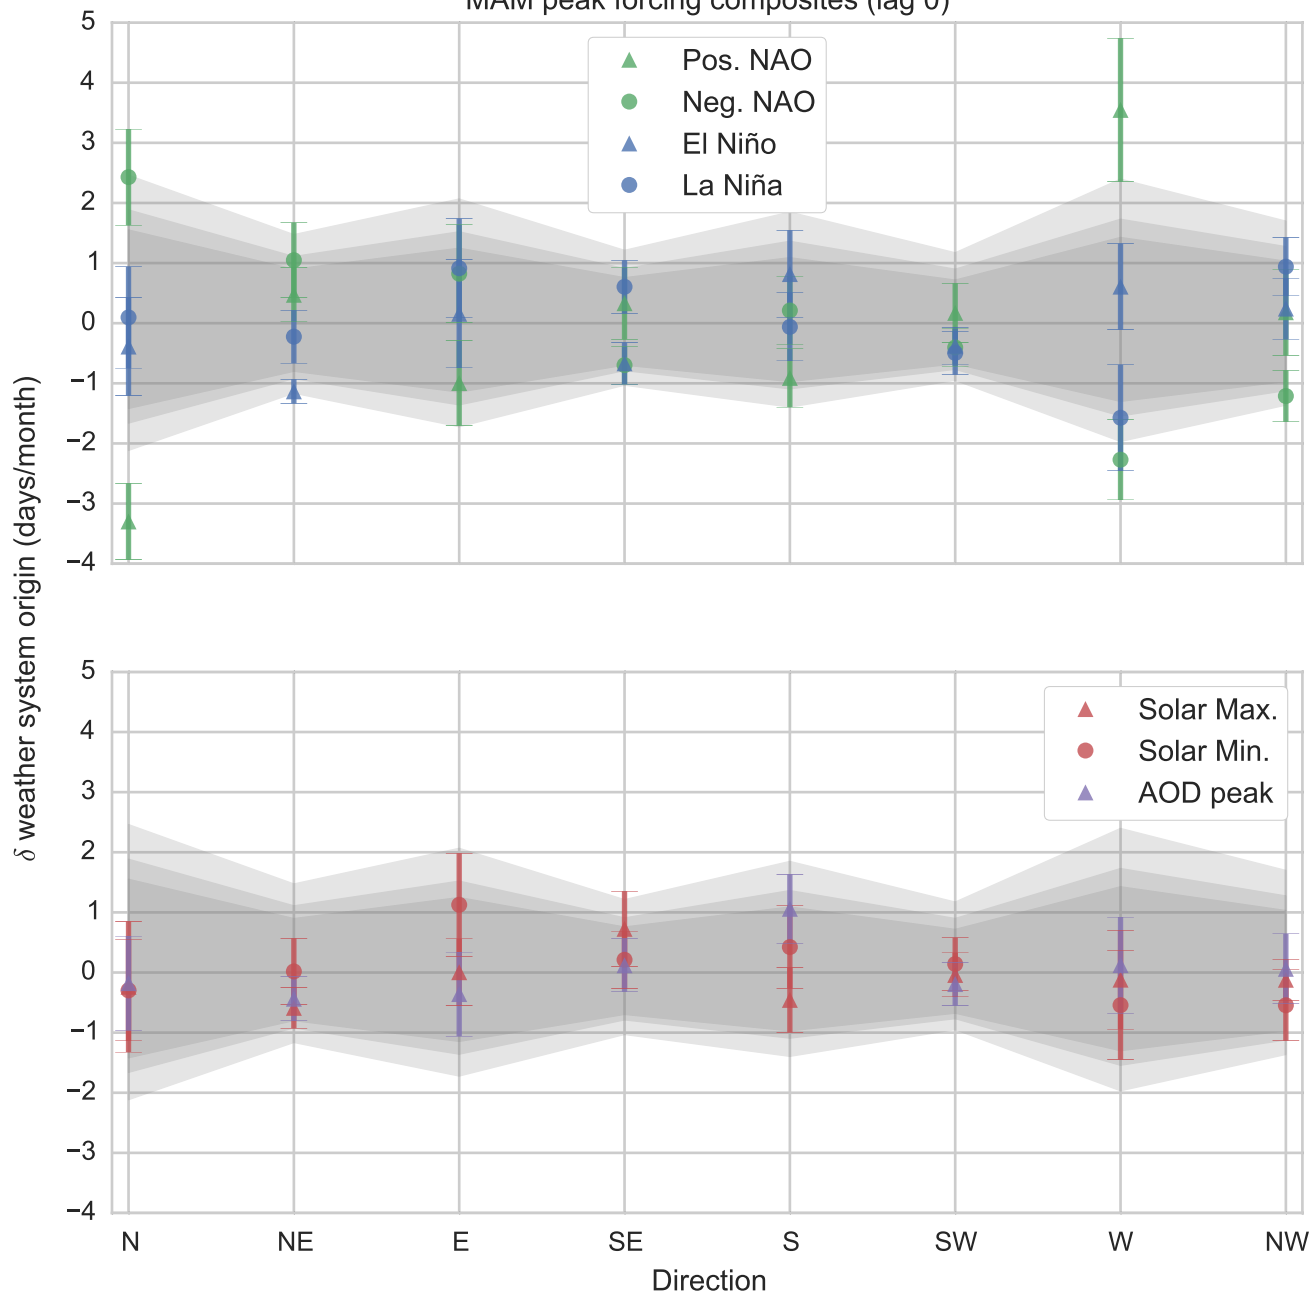 MAM peak forcing composites (lag 0)
5
4
3
2
1
0
−1
−2
−3
−4
Pos. NAO
Neg. NAO
El Niño
La Niña
δ weather system origin (days/month)
5
4
3
2
1
0
−1
−2
−3
−4
Solar Max.
Solar Min.
AOD peak
N NE E SE S SW W NW
Direction